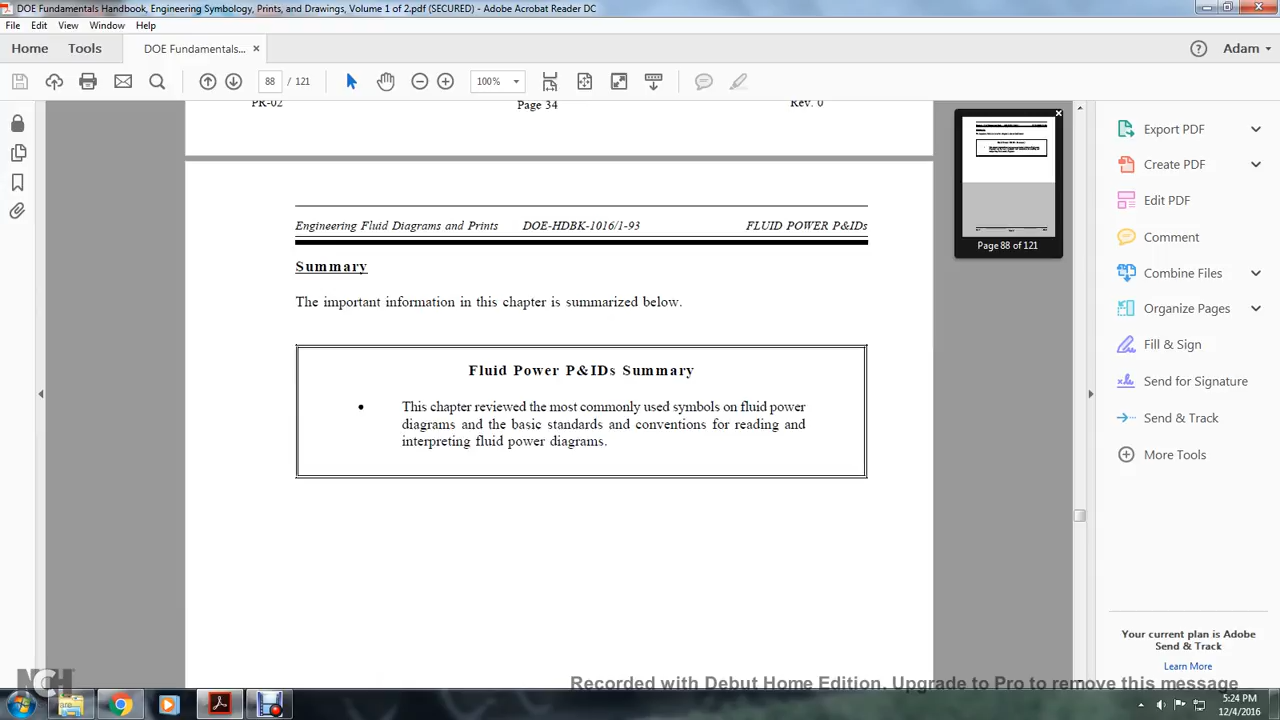 DOE Fundamentals Handbook, Engineering Symbology, Prints, and Drawings, Volume 1 of 2.pdf (SECURED) - Adobe Acrobat Reader DC
File Edit View Window Help
Home Tools DOE Fundamentals... × Adam
88 / 121 100%
PR-02 Page 34 Rev. 0
Engineering Fluid Diagrams and Prints DOE-HDBK-1016/1-93 FLUID POWER P&IDs
Summary
The important information in this chapter is summarized below.
Fluid Power P&IDs Summary
• This chapter reviewed the most commonly used symbols on fluid power
diagrams and the basic standards and conventions for reading and
interpreting fluid power diagrams.
Page 88 of 121
Export PDF
Create PDF
Edit PDF
Comment
Combine Files
Organize Pages
Fill & Sign
Send for Signature
Send & Track
More Tools
Your current plan is Adobe
Send & Track
Learn More
NCH
Recorded with Debut Home Edition. Upgrade to Pro to remove this message
5:24 PM
12/4/2016